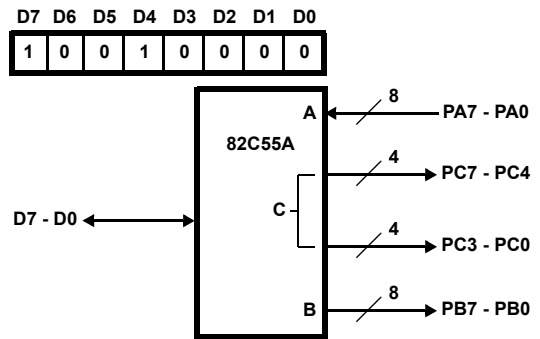 D7 D6 D5 D4 D3 D2 D1 D0
1 0 0 1 0 0 0 0
A
8
PA7 - PA0
82C55A
4
PC7 - PC4
C
D7 - D0
4
PC3 - PC0
B
8
PB7 - PB0